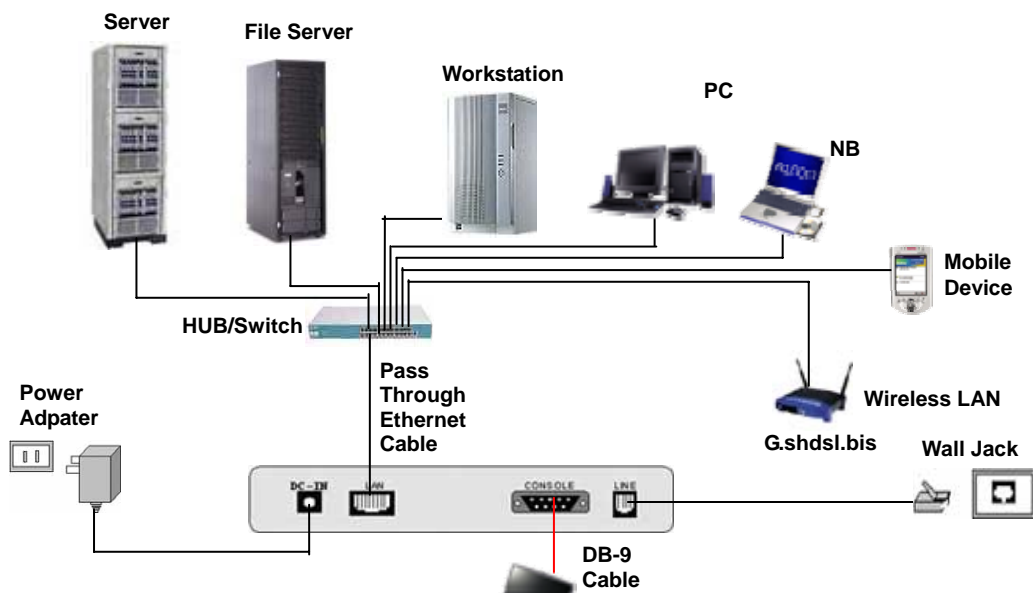 Server
File Server
Workstation
PC
NB
Mobile
Device
HUB/Switch
Pass
Through
Ethernet
Cable
Power
Adpater
Wireless LAN
G.shdsl.bis
Wall Jack
DC-IN
LAN
CONSOLE
LINE
DB-9
Cable